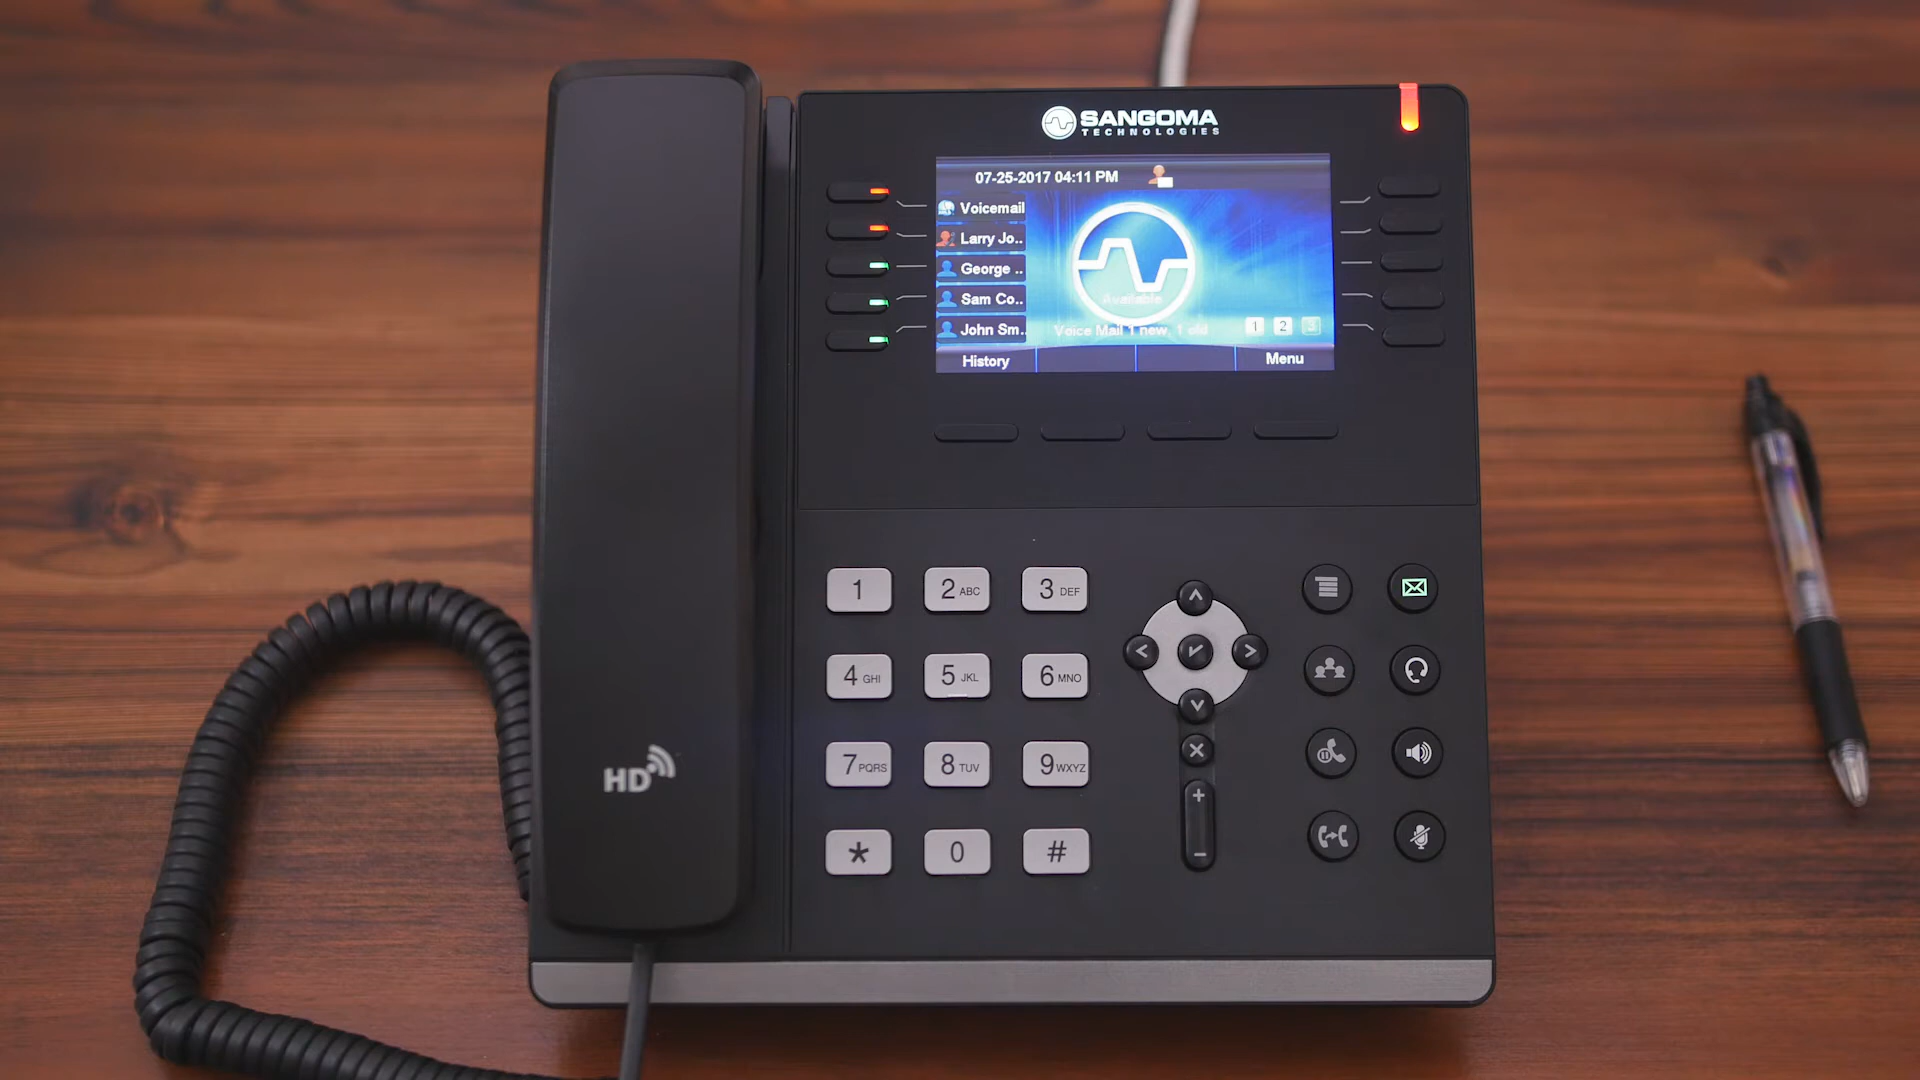 SANGOMA
TECHNOLOGIES
07-25-2017 04:11 PM
Voicemail
Larry Jo..
George ..
Sam Co..
John Sm.
Available
Voice Mail 1 new, 1 old
1 2 3
History
Menu
1
2 ABC
3 DEF
4 GHI
5 JKL
6 MNO
7 PQRS
8 TUV
9 WXYZ
*
0
#
+
-
HD